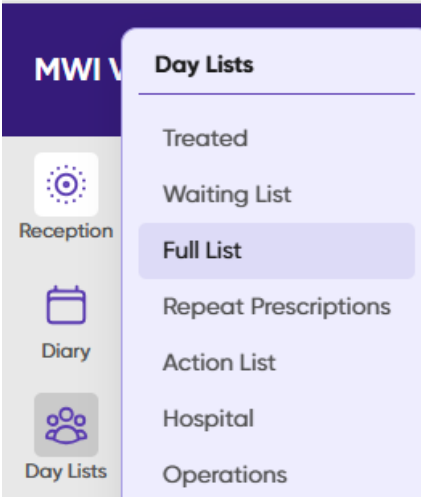 MWI V
Day Lists
Treated
Waiting List
Full List
Repeat Prescriptions
Action List
Hospital
Operations
Reception
Diary
Day Lists